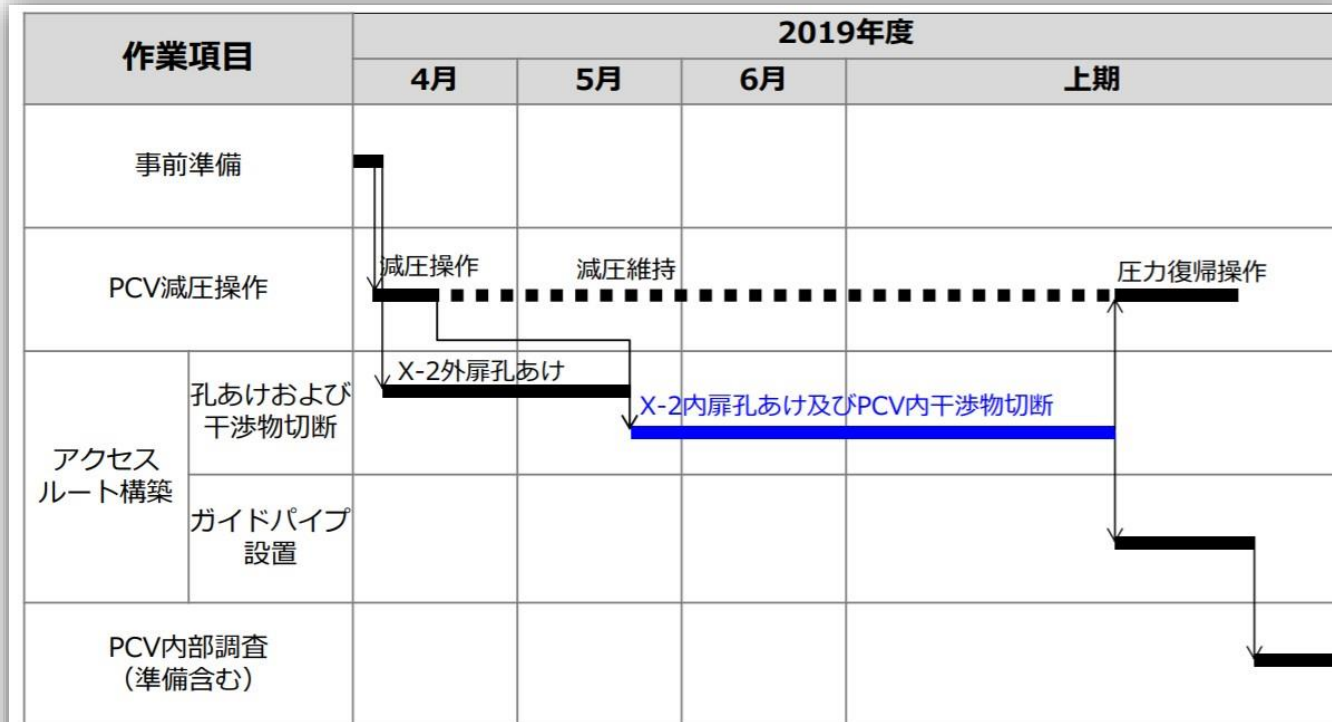 作業項目
2019年度
4月
5月
6月
上期
事前準備
PCV減圧操作
減圧操作
減圧維持
圧力復帰操作
アクセス
ルート構築
孔あけおよび
干渉物切断
X-2外扉孔あけ
X-2内扉孔あけ及びPCV内干渉物切断
ガイドパイプ
設置
PCV内部調査
（準備含む）